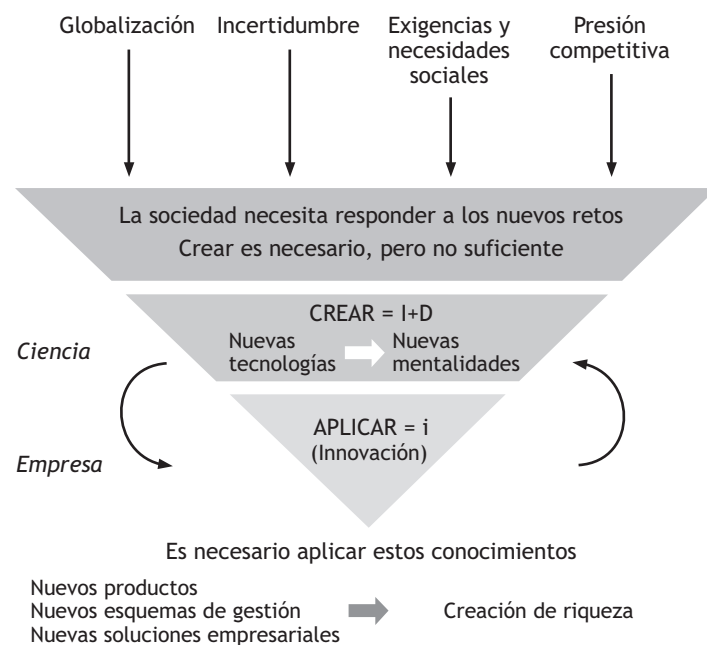 Globalización
Incertidumbre
Exigencias y
necesidades
sociales
Presión
competitiva
La sociedad necesita responder a los nuevos retos
Crear es necesario, pero no suficiente
CREAR = I+D
Nuevas
tecnologías
Nuevas
mentalidades
Ciencia
APLICAR = i
(Innovación)
Empresa
Es necesario aplicar estos conocimientos
Nuevos productos
Nuevos esquemas de gestión
Nuevas soluciones empresariales
Creación de riqueza